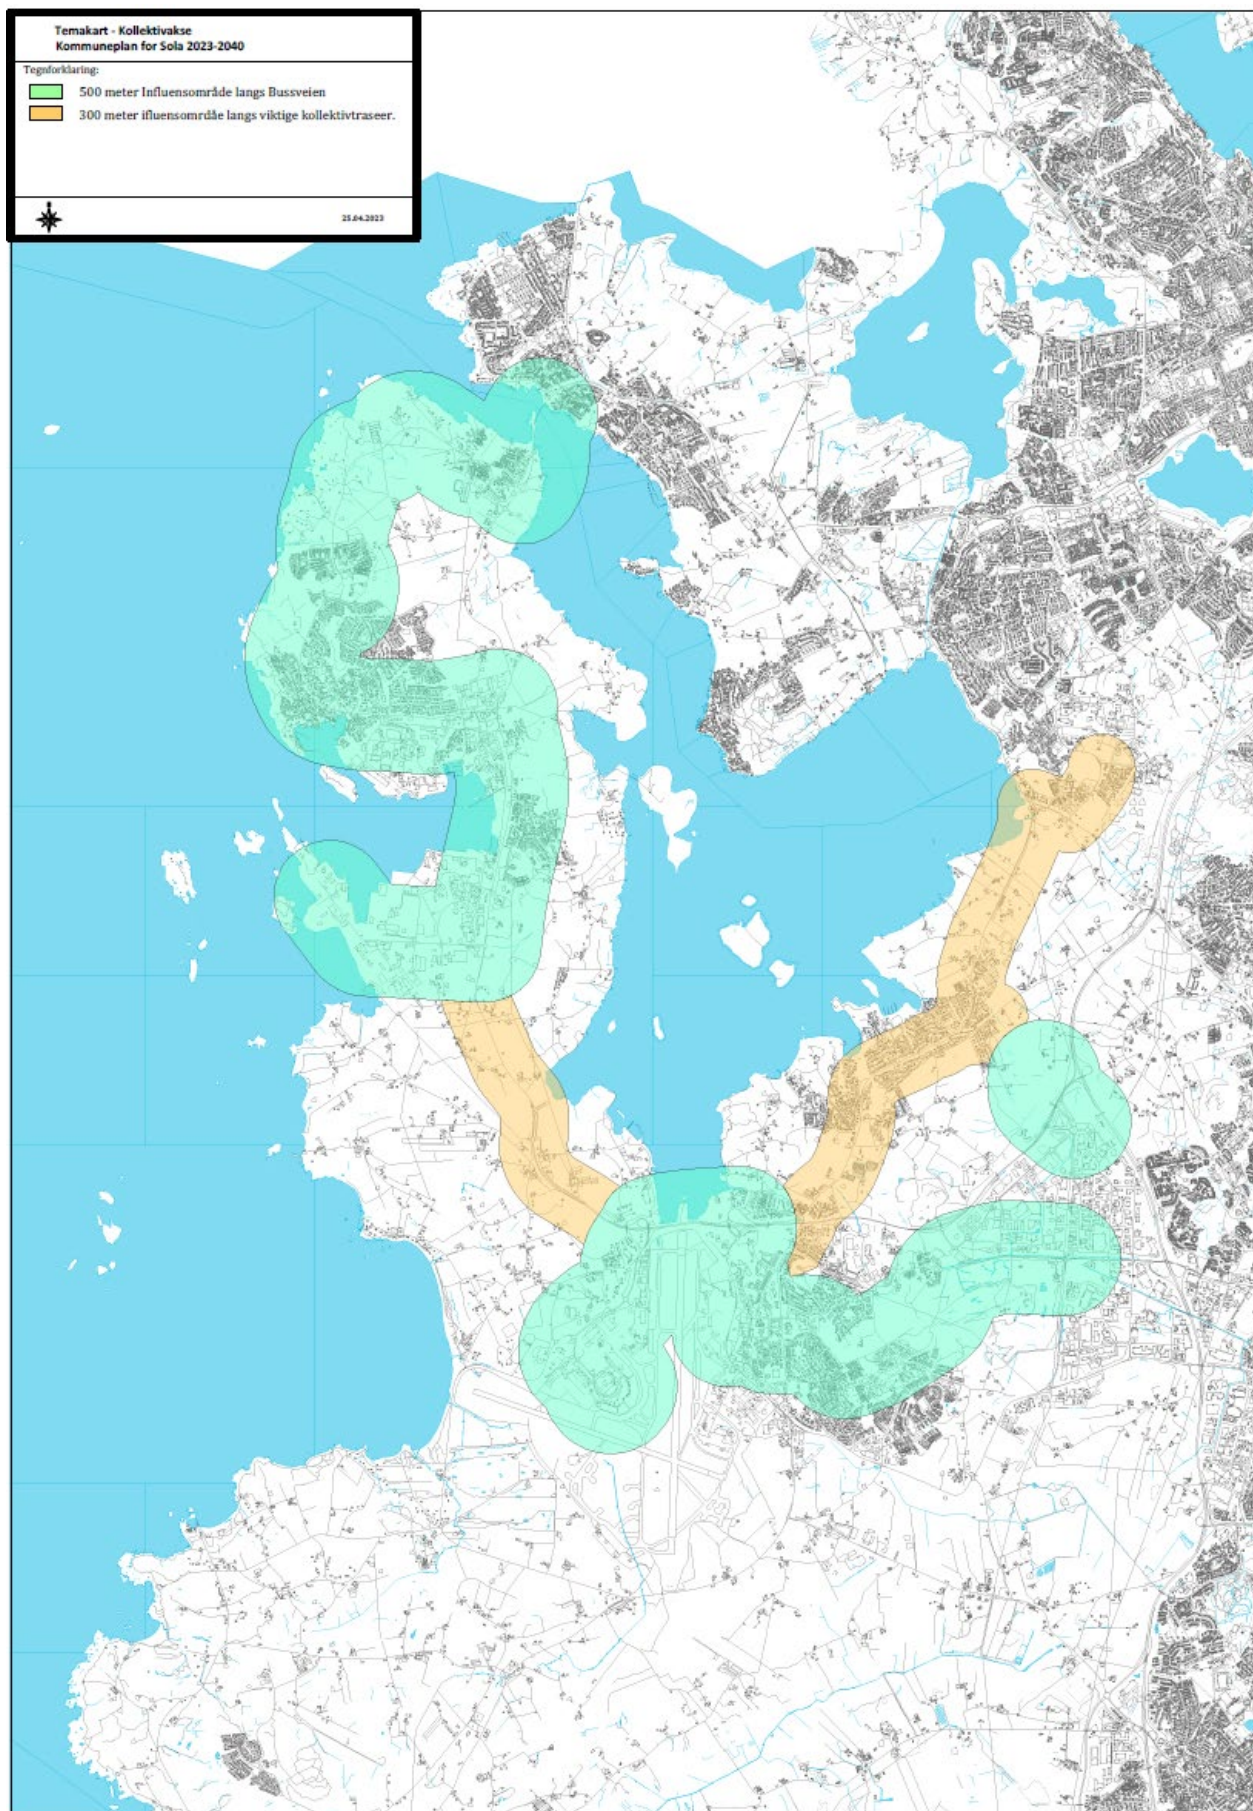 Temakart - Kollektivakse
Kommuneplan for Sola 2023-2040
Tegnforklaring:
500 meter Influensområde langs Bussveien
300 meter ifluensomrdåe langs viktige kollektivtraseer.
25.04.2023